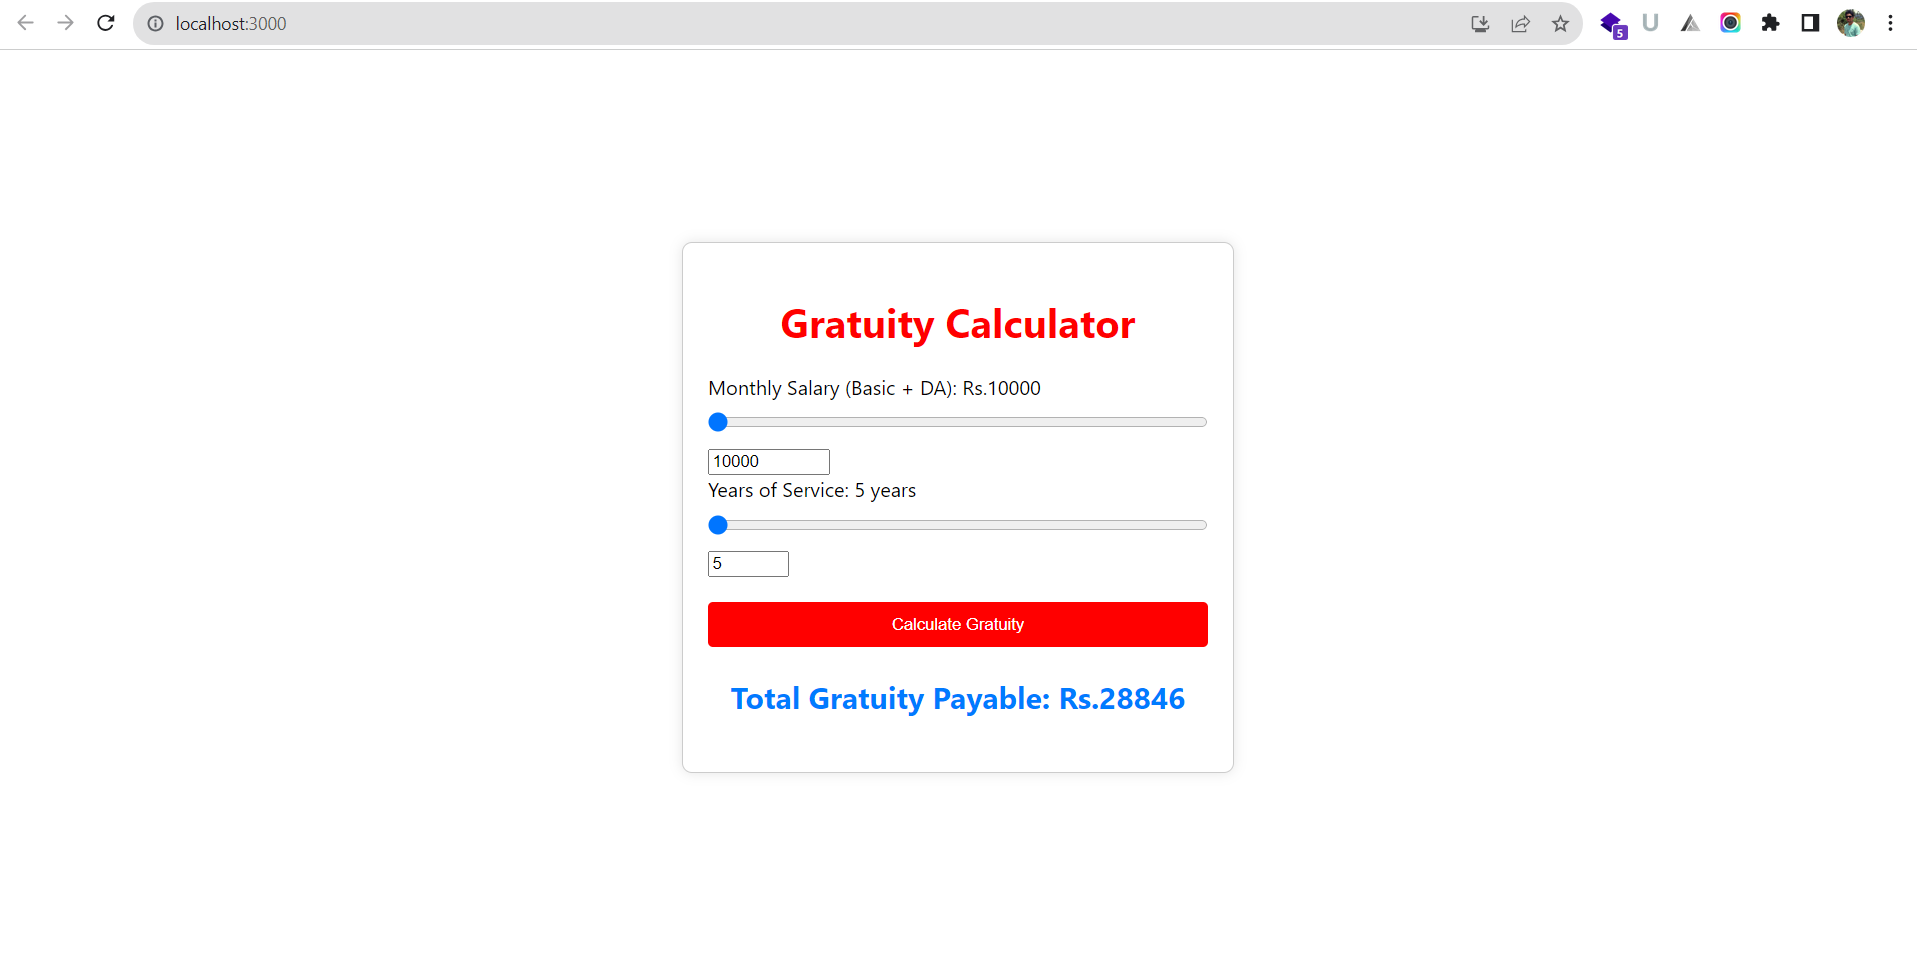 localhost:3000
5
U
Gratuity Calculator
Monthly Salary (Basic + DA): Rs.10000
10000
Years of Service: 5 years
5
Calculate Gratuity
Total Gratuity Payable: Rs.28846